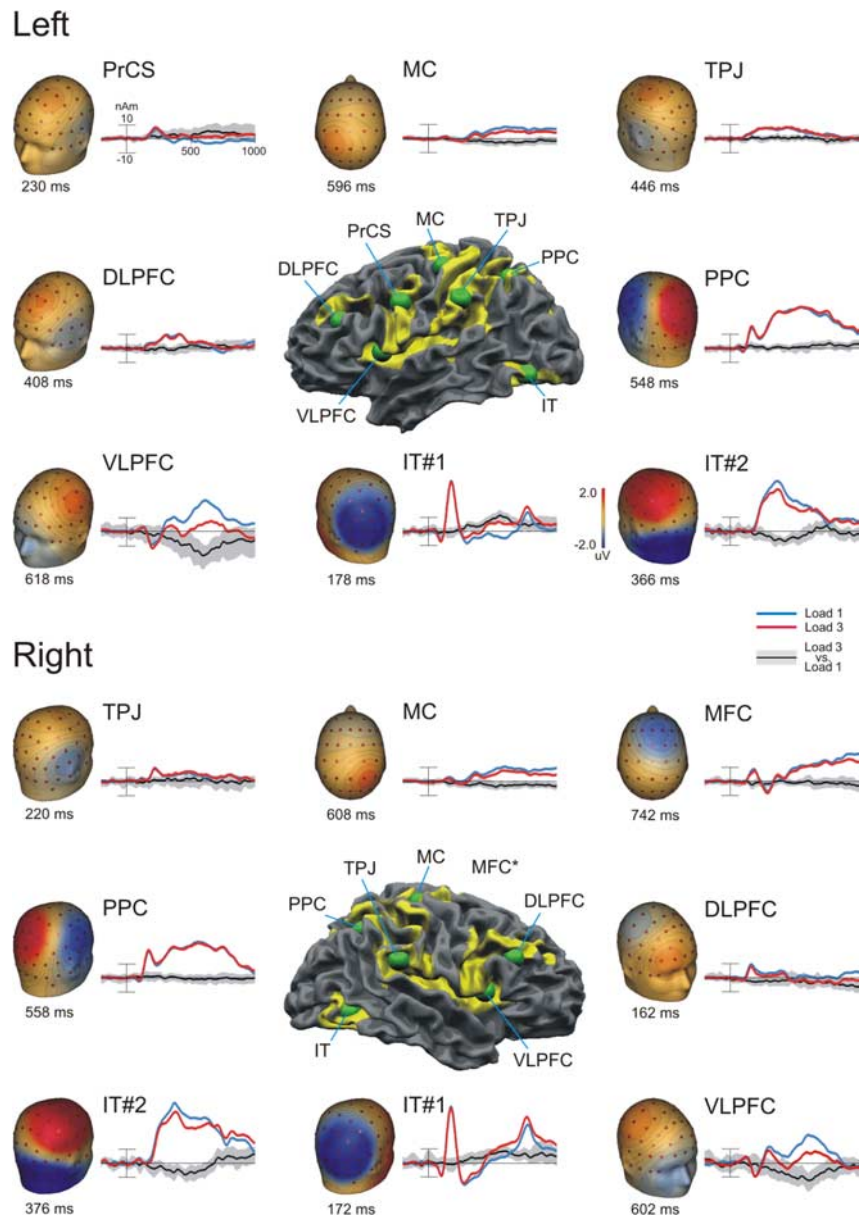 Left
PrCS
nAm
10
-10
500
1000
230 ms
MC
596 ms
TPJ
446 ms
DLPFC
408 ms
PrCS
MC
TPJ
DLPFC
PPC
VLPFC
IT
PPC
548 ms
VLPFC
618 ms
IT#1
178 ms
2.0
-2.0
uV
IT#2
366 ms
Load 1
Load 3
Load 3
vs.
Load 1
Right
TPJ
220 ms
MC
608 ms
MFC
742 ms
PPC
558 ms
TPJ
MC
MFC*
PPC
DLPFC
IT
VLPFC
DLPFC
162 ms
IT#2
376 ms
IT#1
172 ms
VLPFC
602 ms